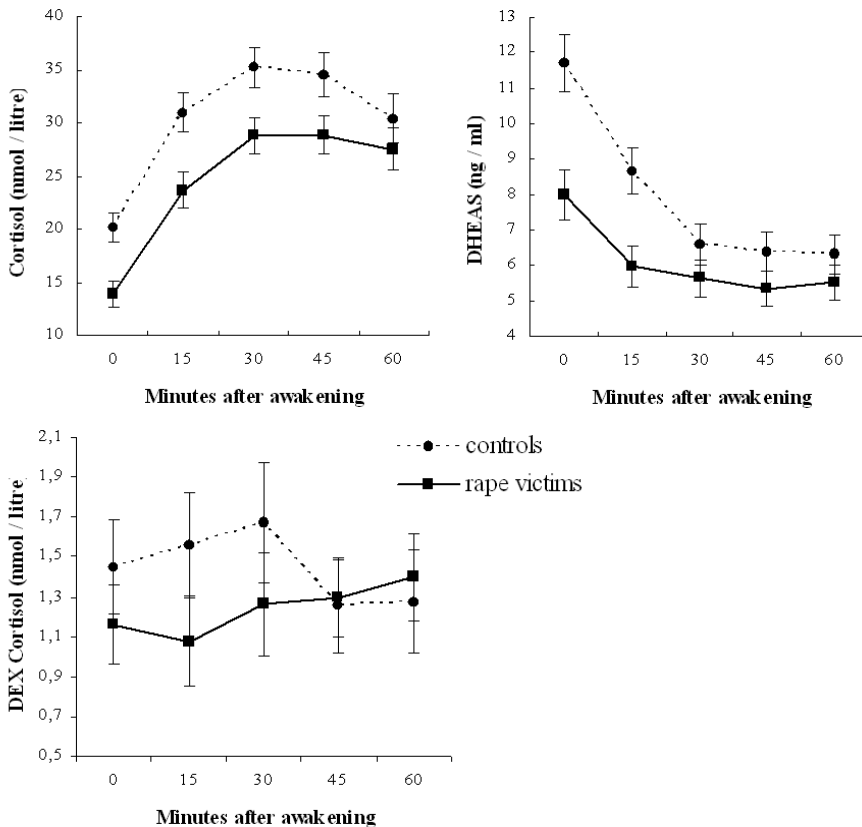 Cortisol (nmol / litre)
40
35
30
25
20
15
10
0 15 30 45 60
Minutes after awakening
DHEAS (ng / ml)
13
12
11
10
9
8
7
6
5
4
0 15 30 45 60
Minutes after awakening
DEX Cortisol (nmol / litre)
2,1
1,9
1,7
1,5
1,3
1,1
0,9
0,7
0,5
0 15 30 45 60
Minutes after awakening
controls
rape victims